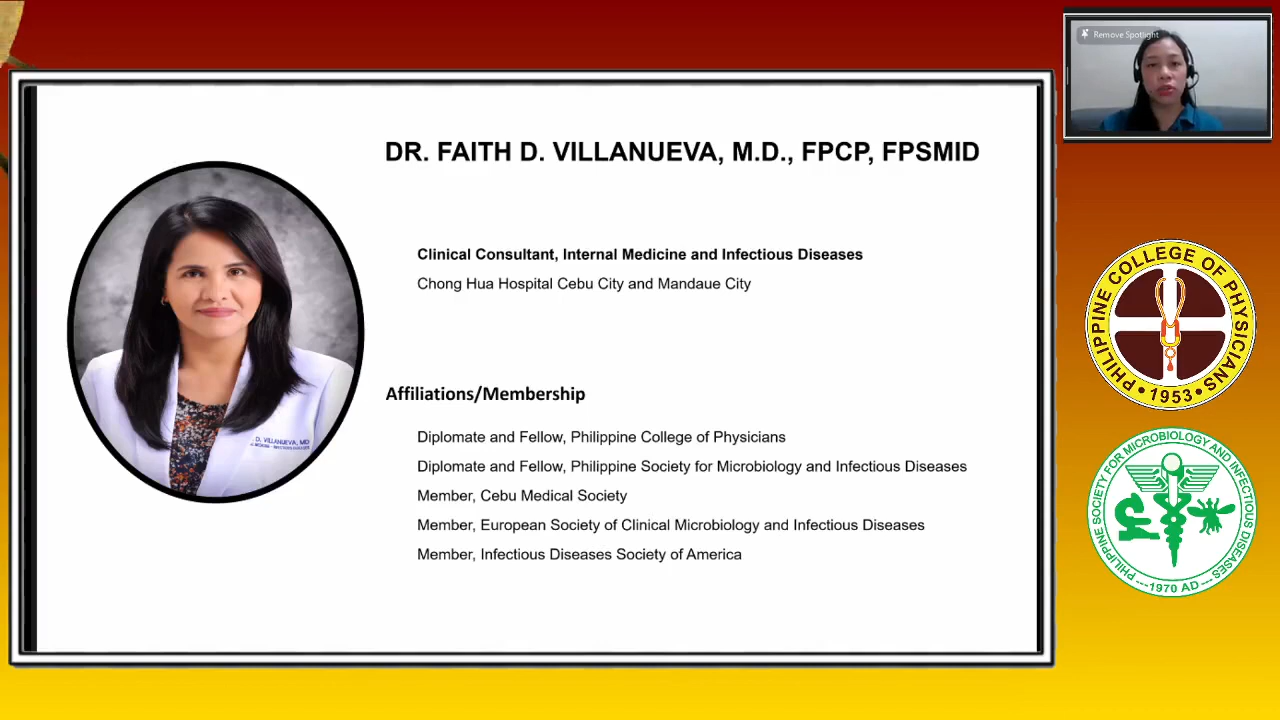 Remove Spotlight
DR. FAITH D. VILLANUEVA, M.D., FPCP, FPSMID
Clinical Consultant, Internal Medicine and Infectious Diseases
Chong Hua Hospital Cebu City and Mandaue City
Affiliations/Membership
Diplomate and Fellow, Philippine College of Physicians
Diplomate and Fellow, Philippine Society for Microbiology and Infectious Diseases
Member, Cebu Medical Society
Member, European Society of Clinical Microbiology and Infectious Diseases
Member, Infectious Diseases Society of America
D. VILLANUEVA, MD
PHILIPPINE COLLEGE OF PHYSICIANS
• 1953 •
PHILIPPINE SOCIETY FOR MICROBIOLOGY AND INFECTIOUS DISEASES
---1970 AD---